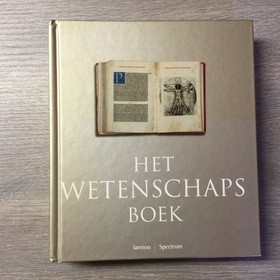 P
HET
WETENSCHAPS
BOEK
lannoo | Spectrum